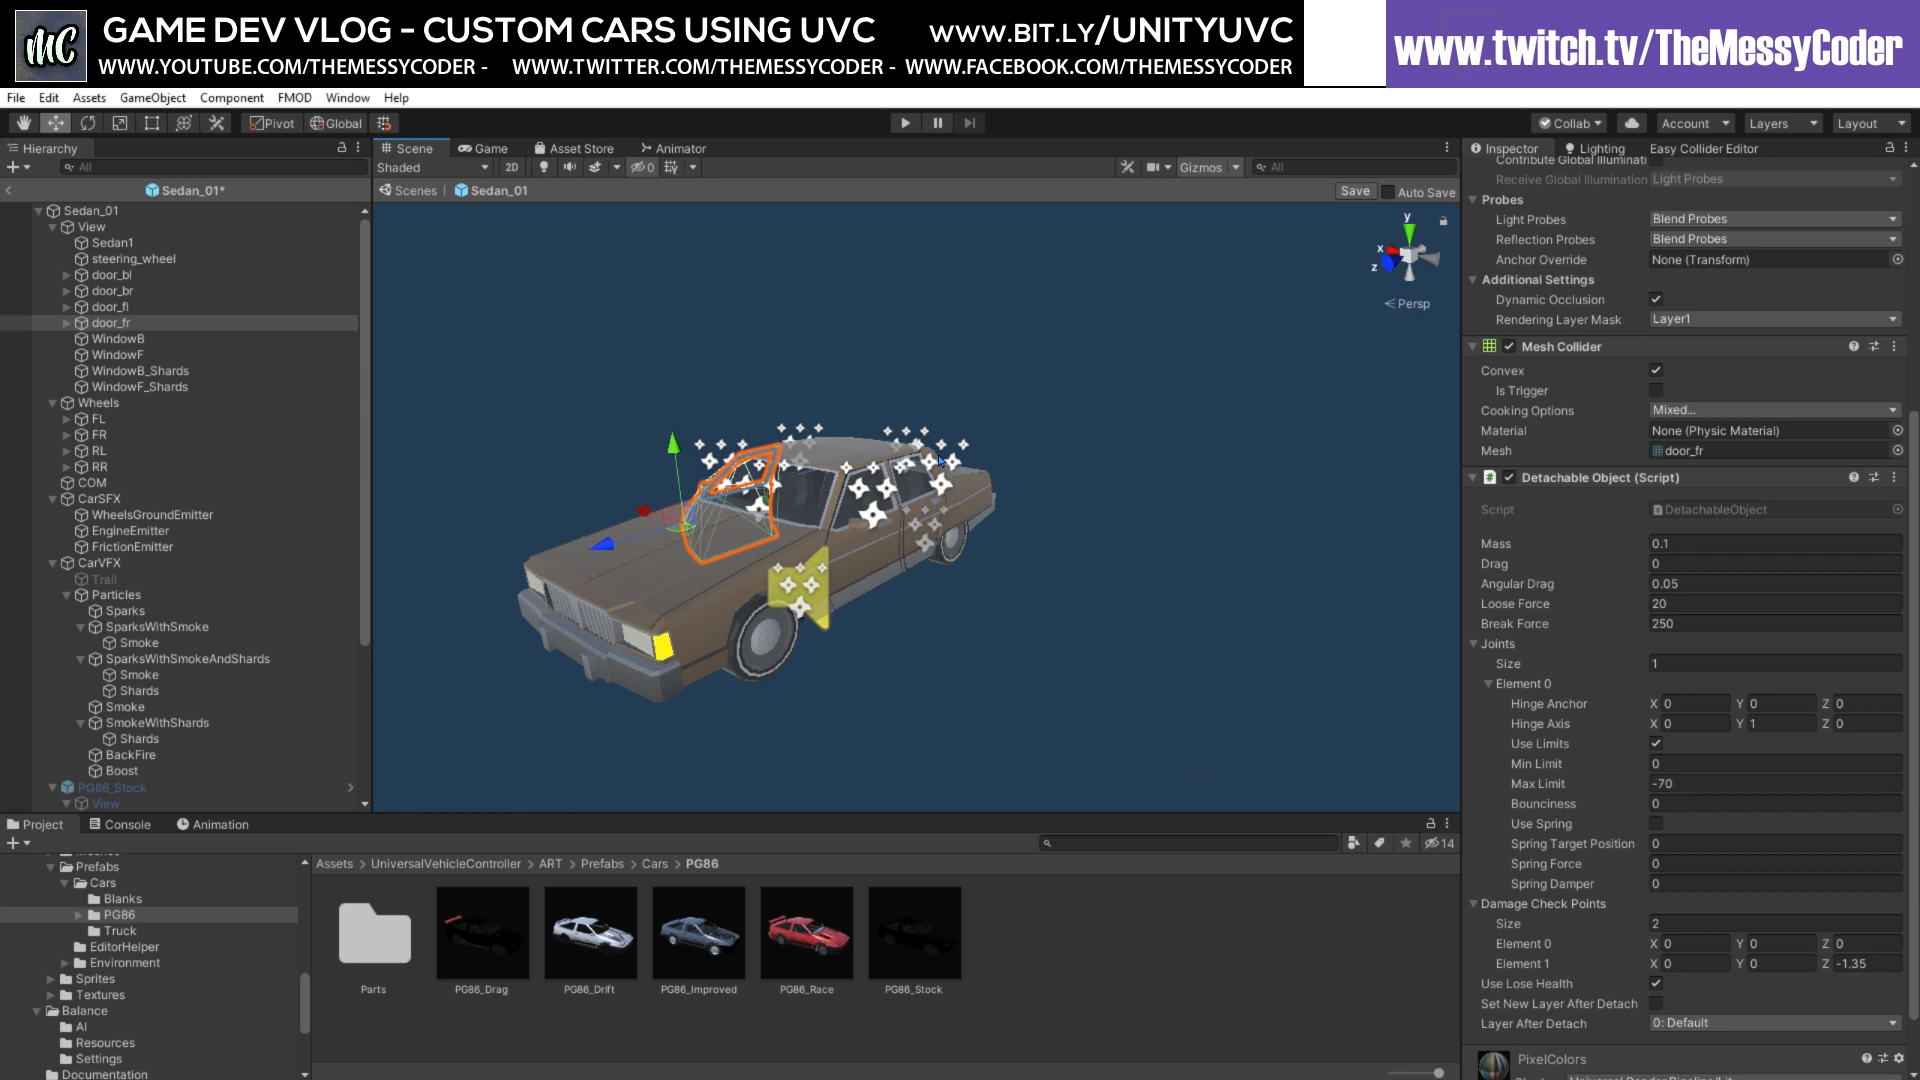 MC
GAME DEV VLOG - CUSTOM CARS USING UVC
WWW.BIT.LY/UNITYUVC
WWW.YOUTUBE.COM/THEMESSYCODER - WWW.TWITTER.COM/THEMESSYCODER - WWW.FACEBOOK.COM/THEMESSYCODER
www.twitch.tv/TheMessyCoder
File Edit Assets GameObject Component FMOD Window Help
Pivot Global Collab Account Layers Layout
Hierarchy
All
Sedan_01*
Sedan_01
View
Sedan1
steering_wheel
door_bl
door_br
door_fl
door_fr
WindowB
WindowF
WindowB_Shards
WindowF_Shards
Wheels
FL
FR
RL
RR
COM
CarSFX
WheelsGroundEmitter
EngineEmitter
FrictionEmitter
CarVFX
Trail
Particles
Sparks
SparksWithSmoke
Smoke
SparksWithSmokeAndShards
Smoke
Shards
Smoke
SmokeWithShards
Shards
BackFire
Boost
PG86_Stock
View
Scene Game Asset Store Animator
Shaded 2D 0 Gizmos All
Scenes Sedan_01 Save Auto Save
y
x
z
Persp
Inspector Lighting Easy Collider Editor
Contribute Global Illuminati
Receive Global Illumination Light Probes
Probes
Light Probes Blend Probes
Reflection Probes Blend Probes
Anchor Override None (Transform)
Additional Settings
Dynamic Occlusion
Rendering Layer Mask Layer1
Mesh Collider
Convex
Is Trigger
Cooking Options Mixed...
Material None (Physic Material)
Mesh door_fr
Detachable Object (Script)
Script DetachableObject
Mass 0.1
Drag 0
Angular Drag 0.05
Loose Force 20
Break Force 250
Joints
Size 1
Element 0
Hinge Anchor X 0 Y 0 Z 0
Hinge Axis X 0 Y 1 Z 0
Use Limits
Min Limit 0
Max Limit -70
Bounciness 0
Use Spring
Spring Target Position 0
Spring Force 0
Spring Damper 0
Damage Check Points
Size 2
Element 0 X 0 Y 0 Z 0
Element 1 X 0 Y 0 Z -1.35
Use Lose Health
Set New Layer After Detach
Layer After Detach 0: Default
PixelColors
Project Console Animation
14
Prefabs
Cars
Blanks
PG86
Truck
EditorHelper
Environment
Sprites
Textures
Balance
AI
Resources
Settings
Documentation
Assets > UniversalVehicleController > ART > Prefabs > Cars > PG86
Parts PG86_Drag PG86_Drift PG86_Improved PG86_Race PG86_Stock